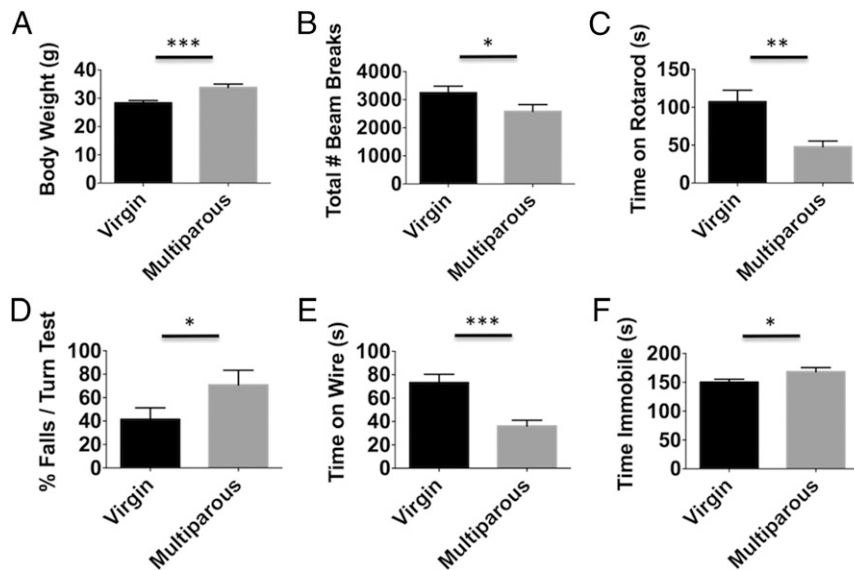 A
Body Weight (g)
***
40
30
20
10
0
Virgin
Multiparous
B
Total # Beam Breaks
*
4000
3000
2000
1000
0
Virgin
Multiparous
C
Time on Rotarod (s)
**
150
100
50
0
Virgin
Multiparous
D
% Falls / Turn Test
*
100
80
60
40
20
0
Virgin
Multiparous
E
Time on Wire (s)
***
100
80
60
40
20
0
Virgin
Multiparous
F
Time Immobile (s)
*
200
150
100
50
0
Virgin
Multiparous